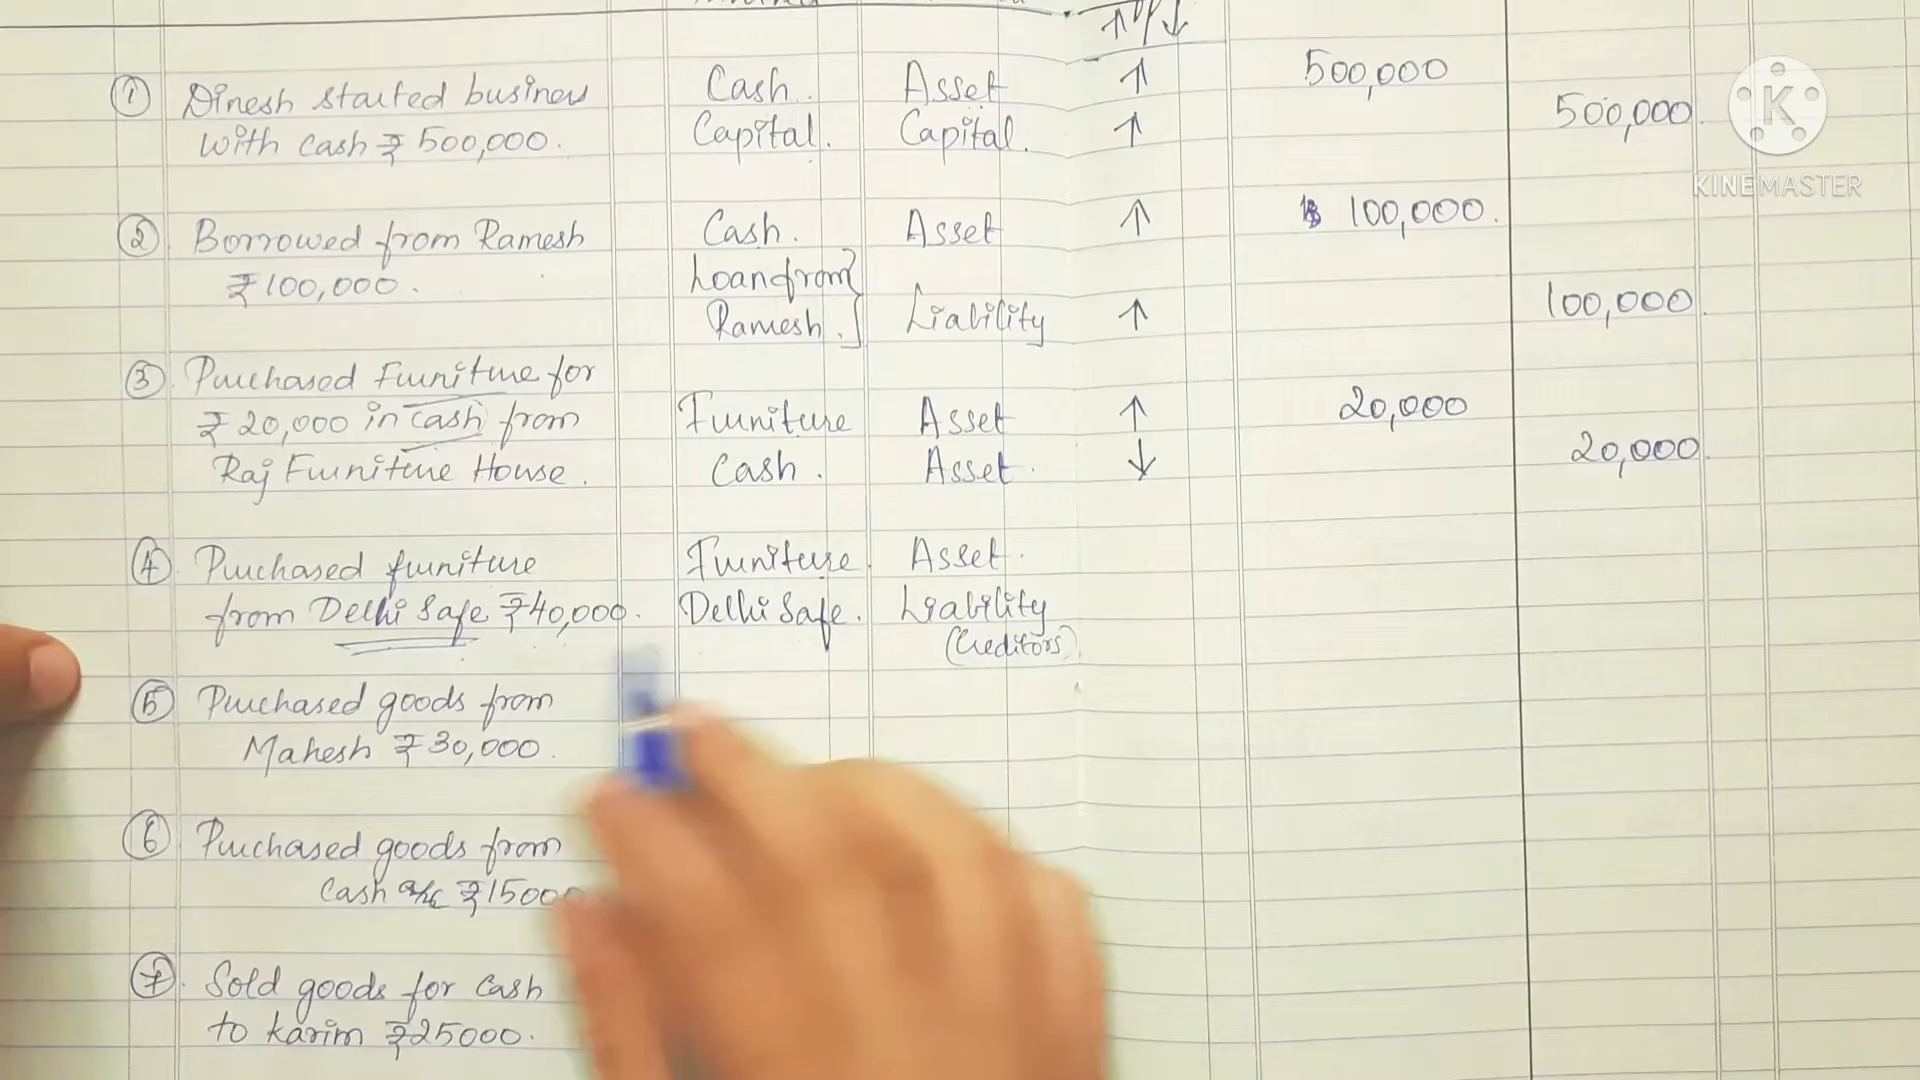 ↑ or ↓
① Dinesh started business Cash. Asset ↑ 500,000
with cash ₹ 500,000. Capital. Capital. ↑ 500,000.
② Borrowed from Ramesh Cash. Asset ↑ 100,000.
₹ 100,000. Loan from
Ramesh. Liability ↑ 100,000.
③ Purchased Furniture for
₹ 20,000 in cash from Furniture Asset ↑ 20,000
Raj Furniture House. Cash. Asset. ↓ 20,000.
④ Purchased furniture Furniture Asset.
from Delhi Safe ₹40,000. Delhi Safe. Liability
(Creditors)
⑤ Purchased goods from
Mahesh ₹ 30,000.
⑥ Purchased goods from
Cash a/c ₹15000
⑦. Sold goods for cash
to Karim ₹25000.
K
KINEMASTER